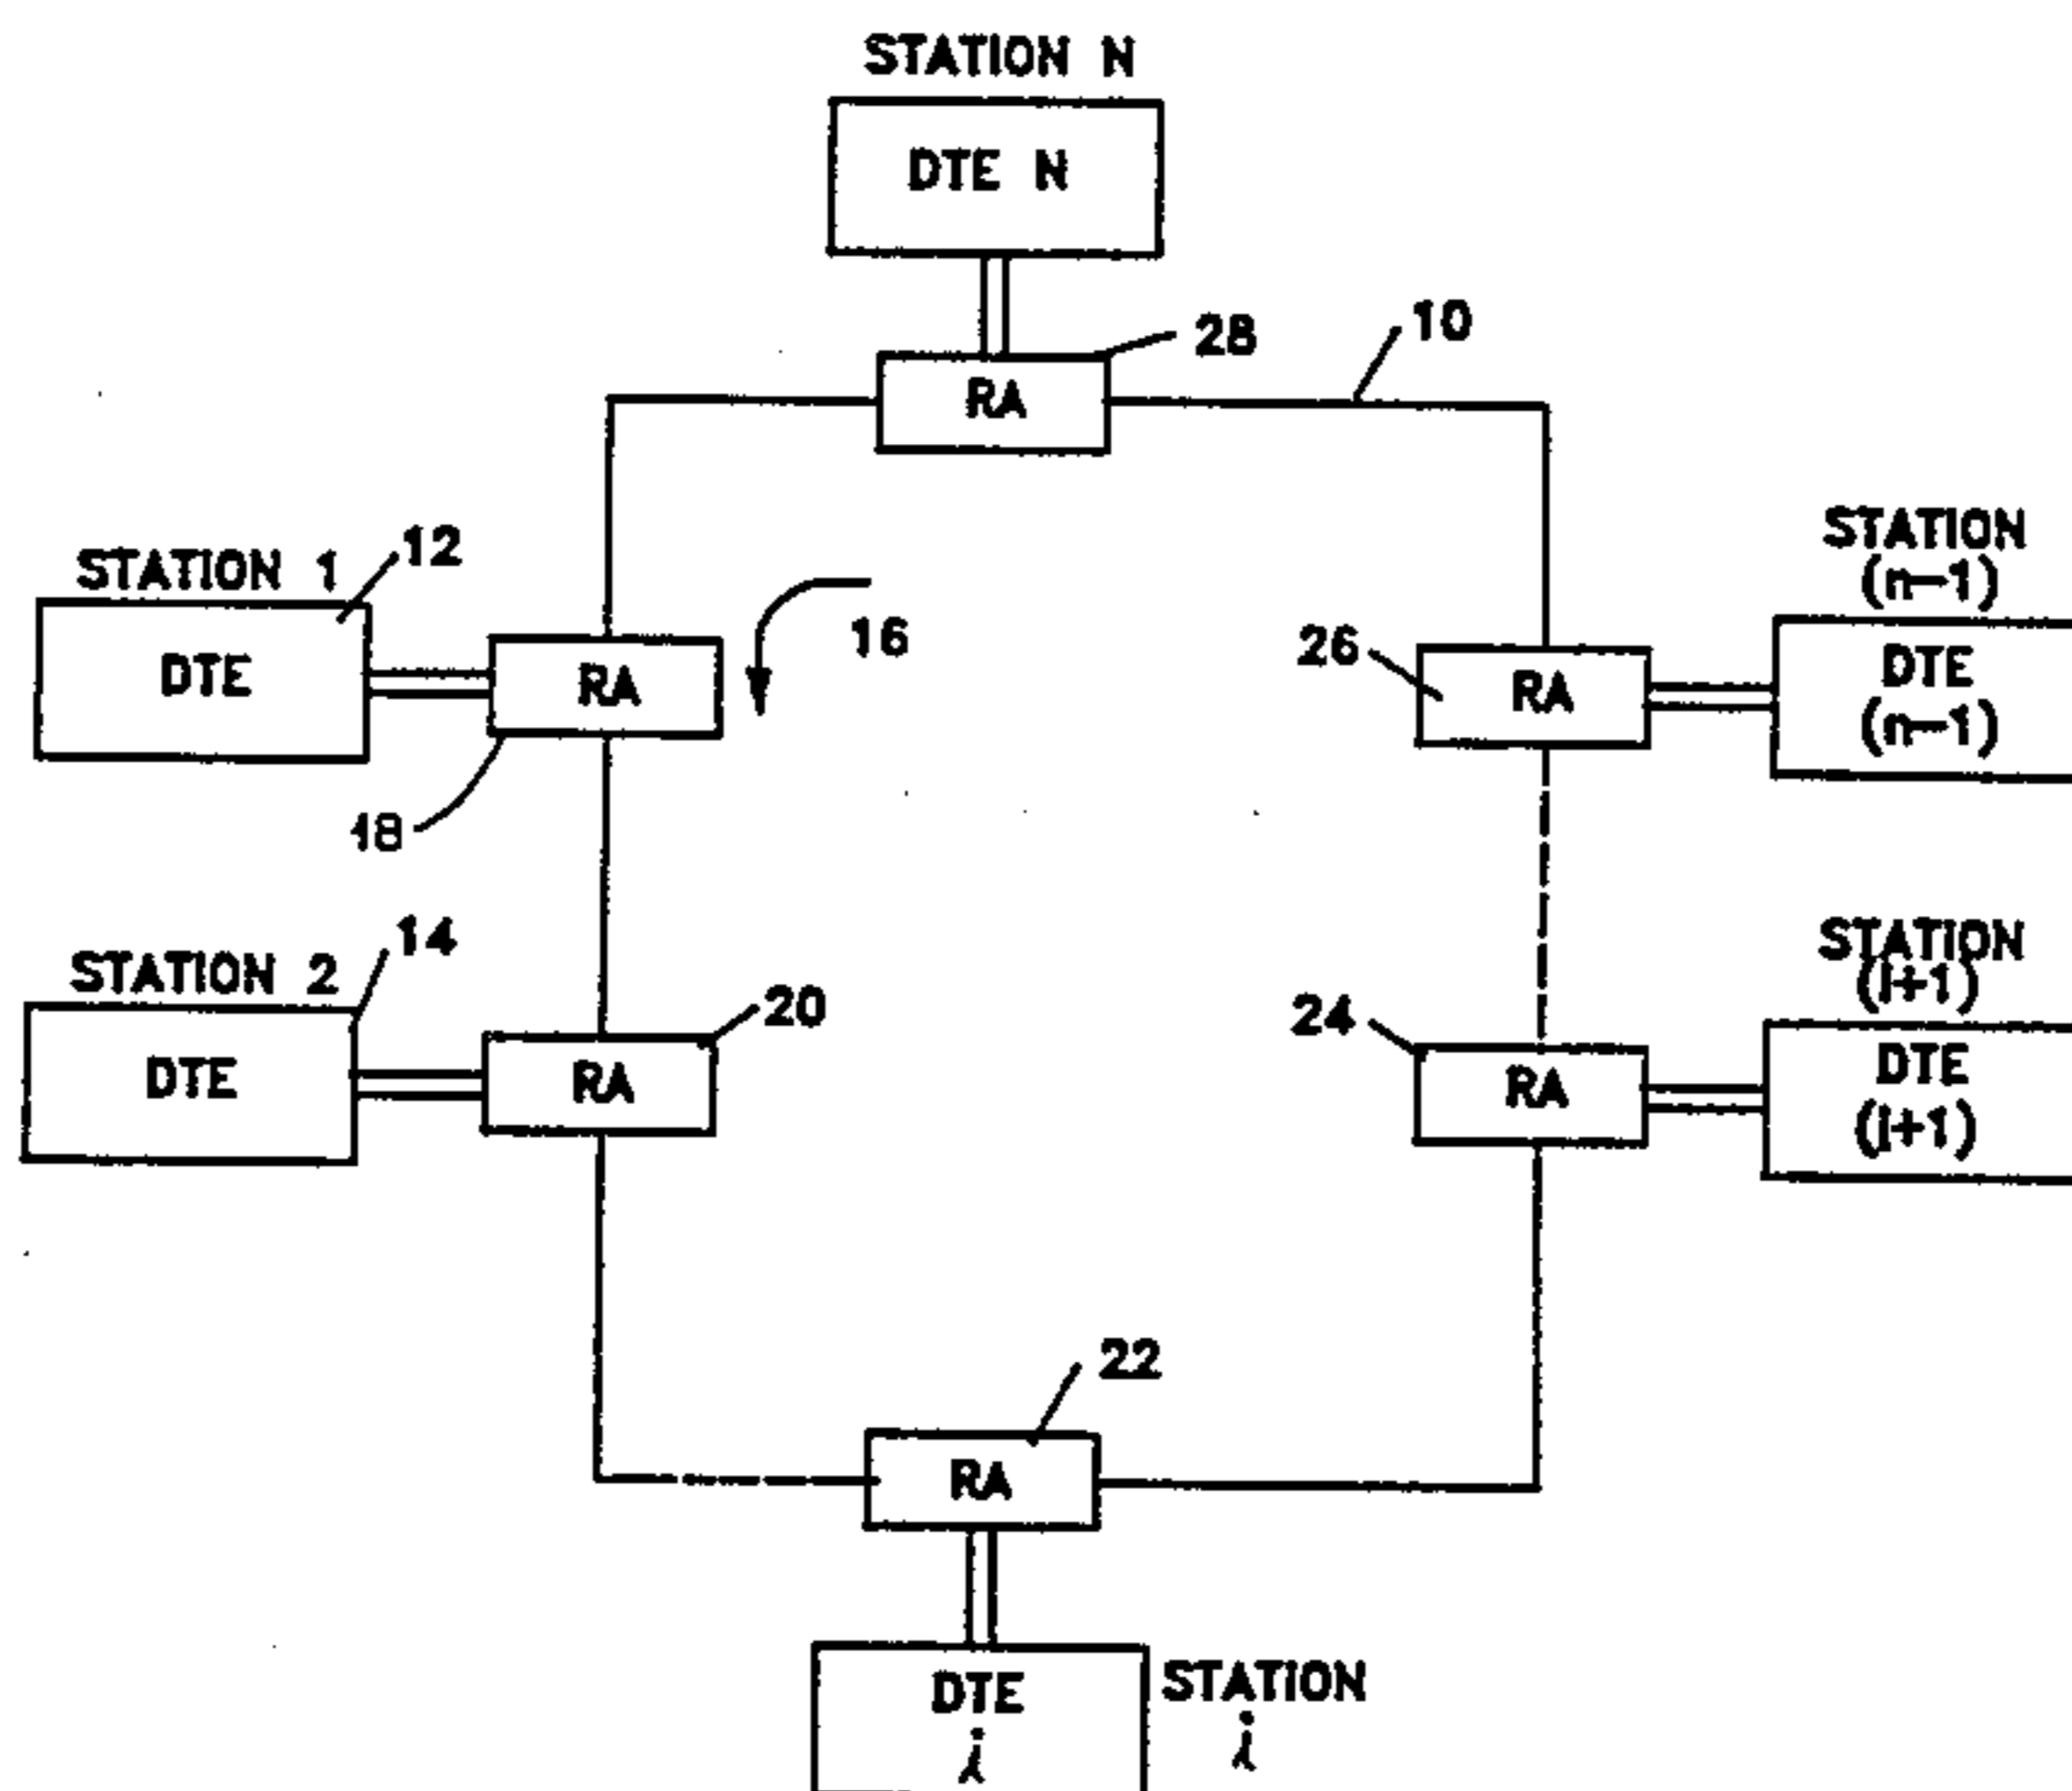 STATION N
DTE N
28
10
RA
STATION 1
12
DTE
RA
16
18
STATION
(n-1)
26
RA
DTE
(n-1)
STATION 2
14
DTE
20
RA
STATION
(i+1)
24
RA
DTE
(i+1)
22
RA
DTE
i
STATION
i